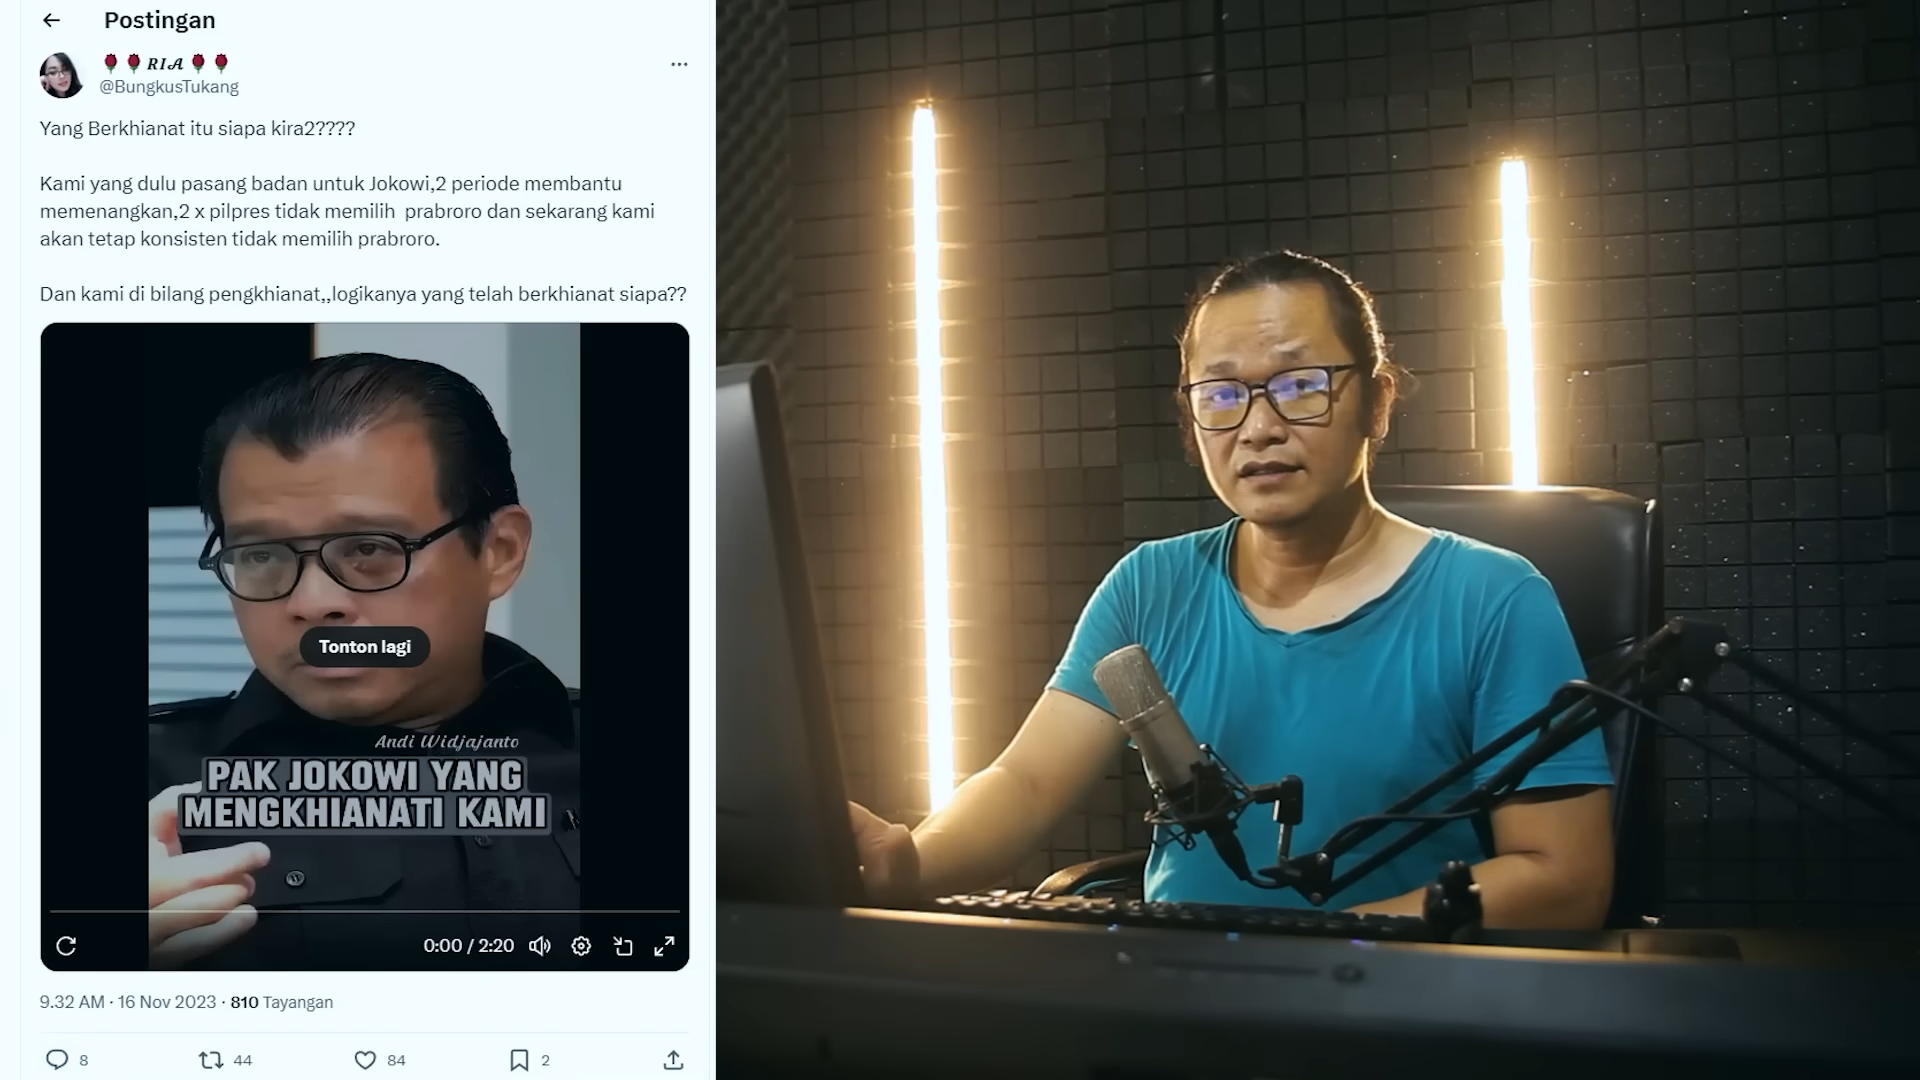 Postingan
🌹🌹RIA🌹🌹
@BungkusTukang
Yang Berkhianat itu siapa kira2????
Kami yang dulu pasang badan untuk Jokowi,2 periode membantu
memenangkan,2 x pilpres tidak memilih prabroro dan sekarang kami
akan tetap konsisten tidak memilih prabroro.
Dan kami di bilang pengkhianat,,logikanya yang telah berkhianat siapa??
Tonton lagi
Andi Widjajanto
PAK JOKOWI YANG
MENGKHIANATI KAMI
0:00 / 2:20
9.32 AM · 16 Nov 2023 · 810 Tayangan
8 44 84 2